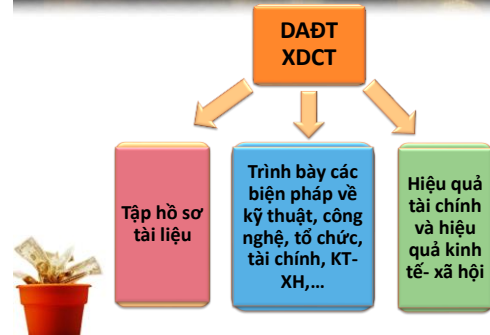 DAĐT
XDCT
Tập hồ sơ
tài liệu
Trình bày các
biện pháp về
kỹ thuật, công
nghệ, tổ chức,
tài chính, KT-
XH,...
Hiệu quả
tài chính
và hiệu
quả kinh
tế- xã hội